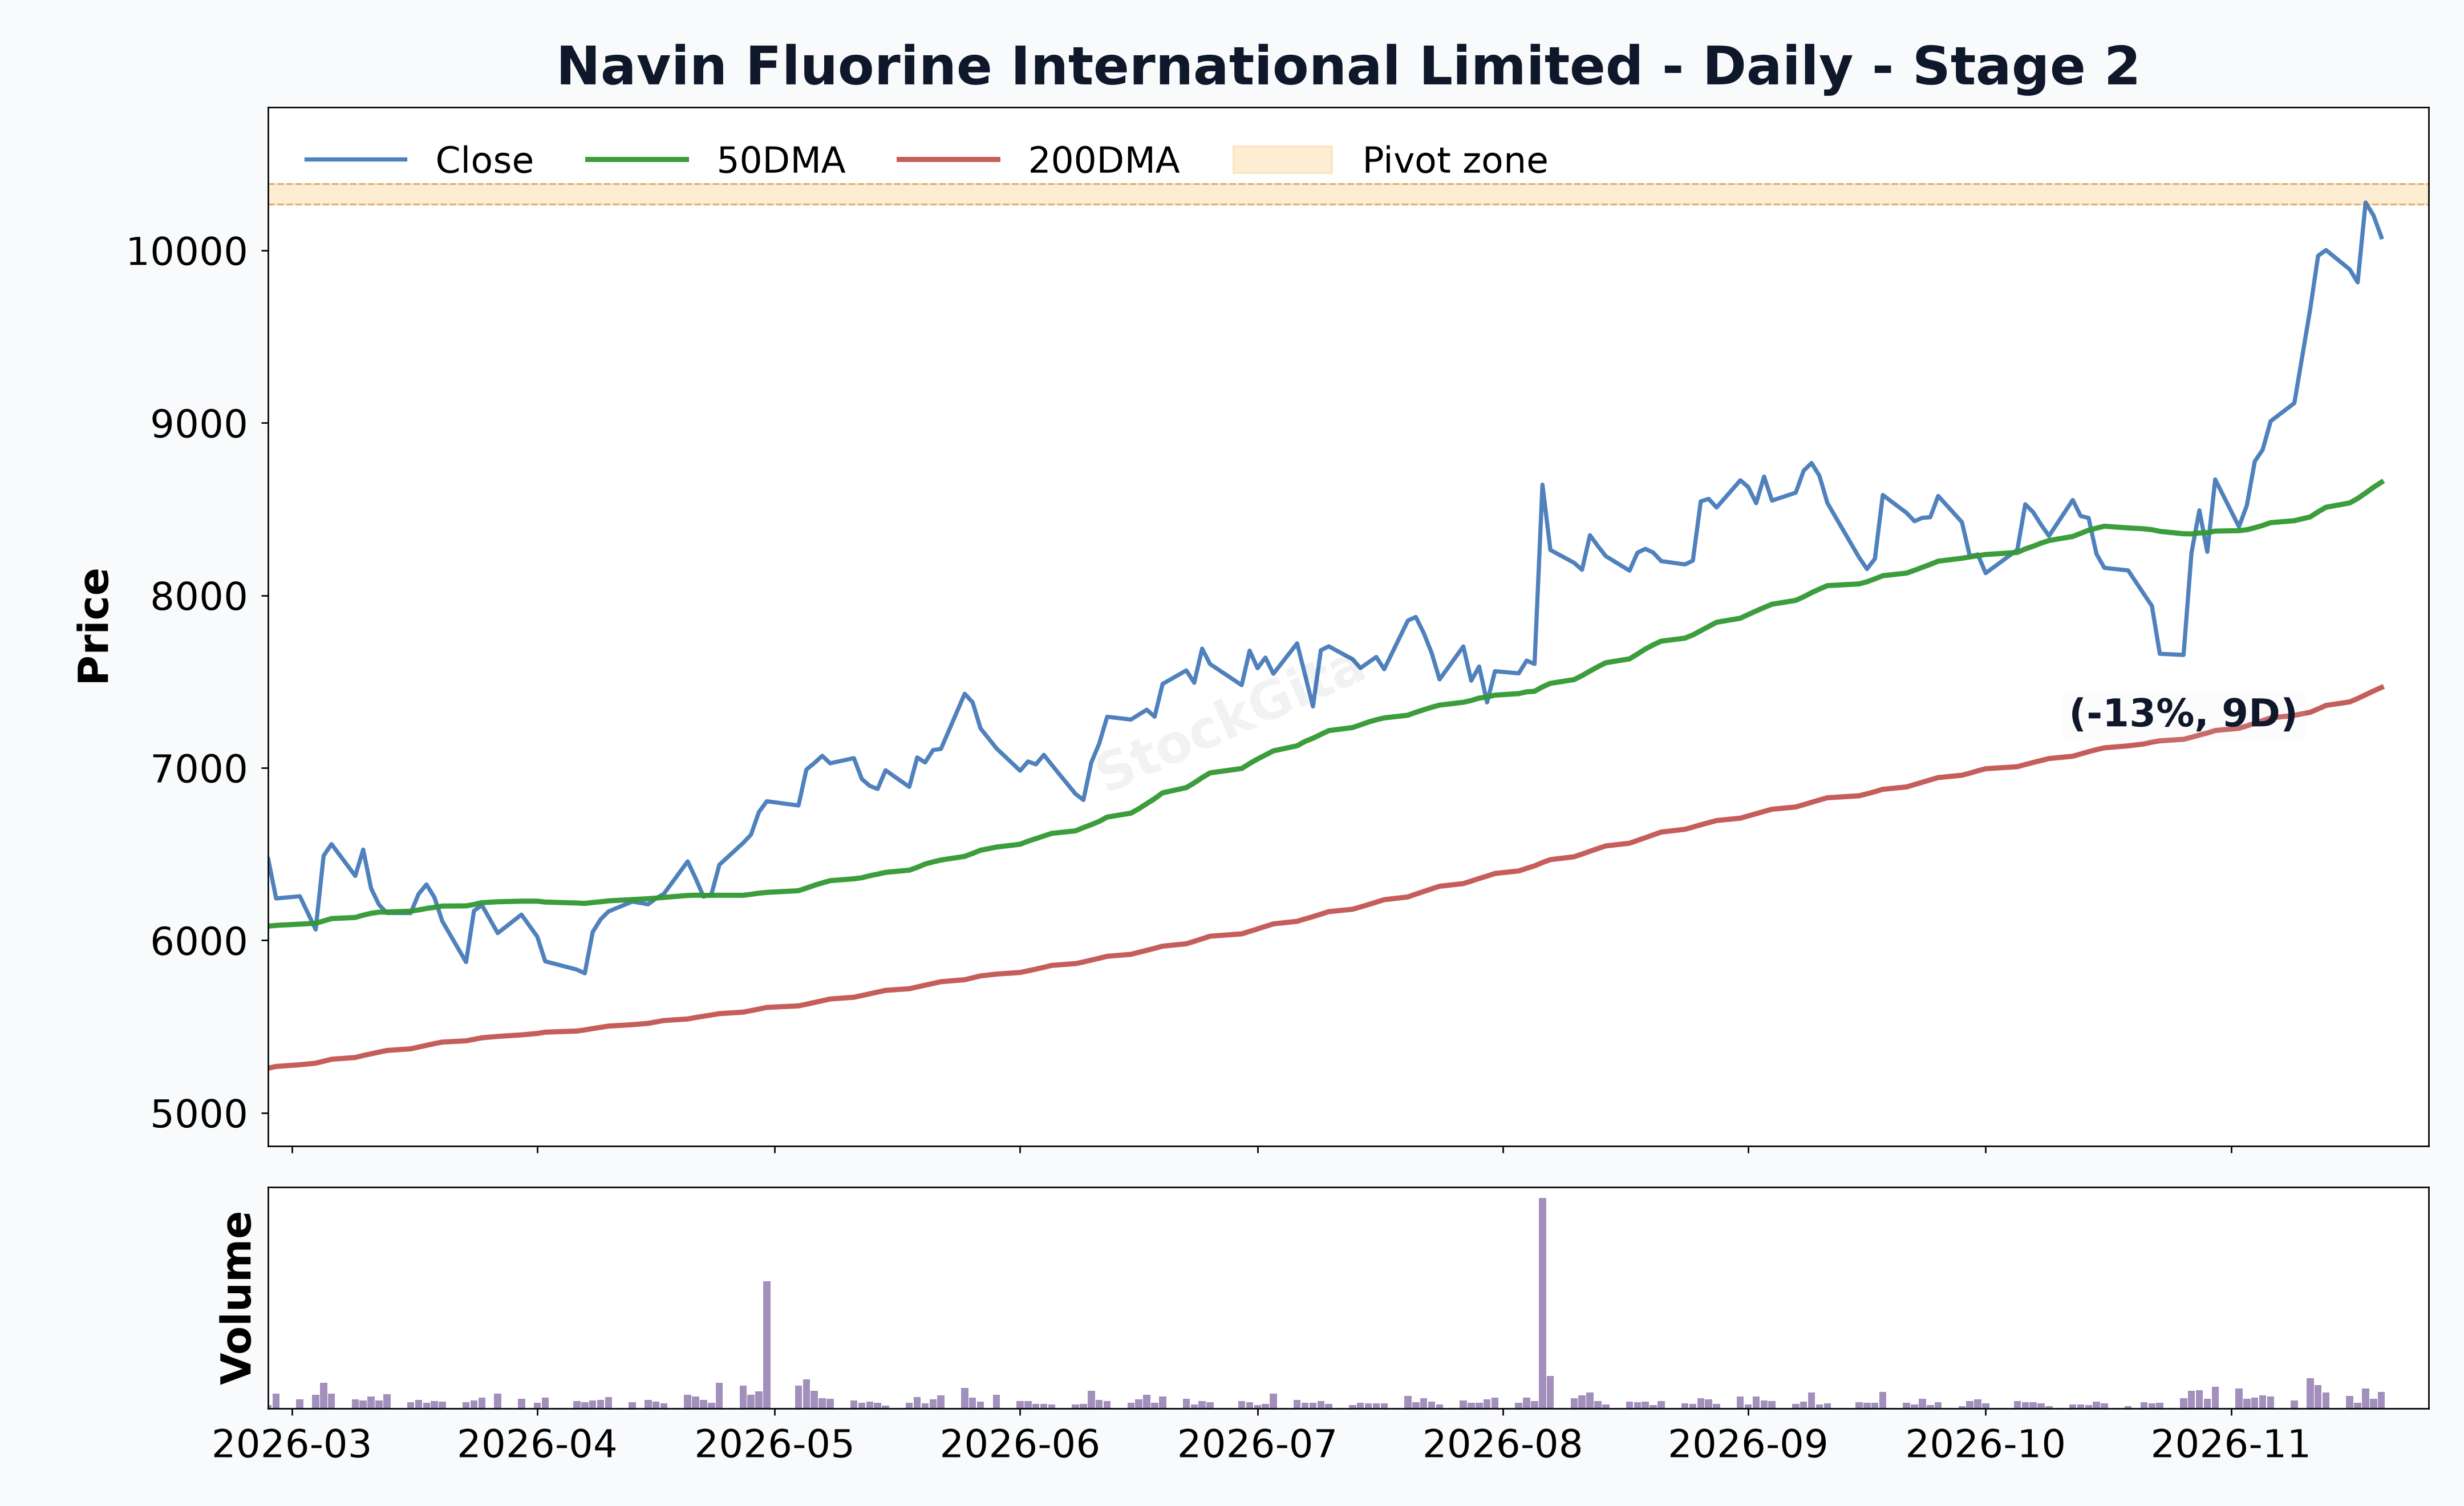 Navin Fluorine International Limited - Daily - Stage 2
Close 50DMA 200DMA Pivot zone
Price
10000
9000
8000
7000
6000
5000
StockGita
(-13%, 9D)
Volume
2026-03 2026-04 2026-05 2026-06 2026-07 2026-08 2026-09 2026-10 2026-11